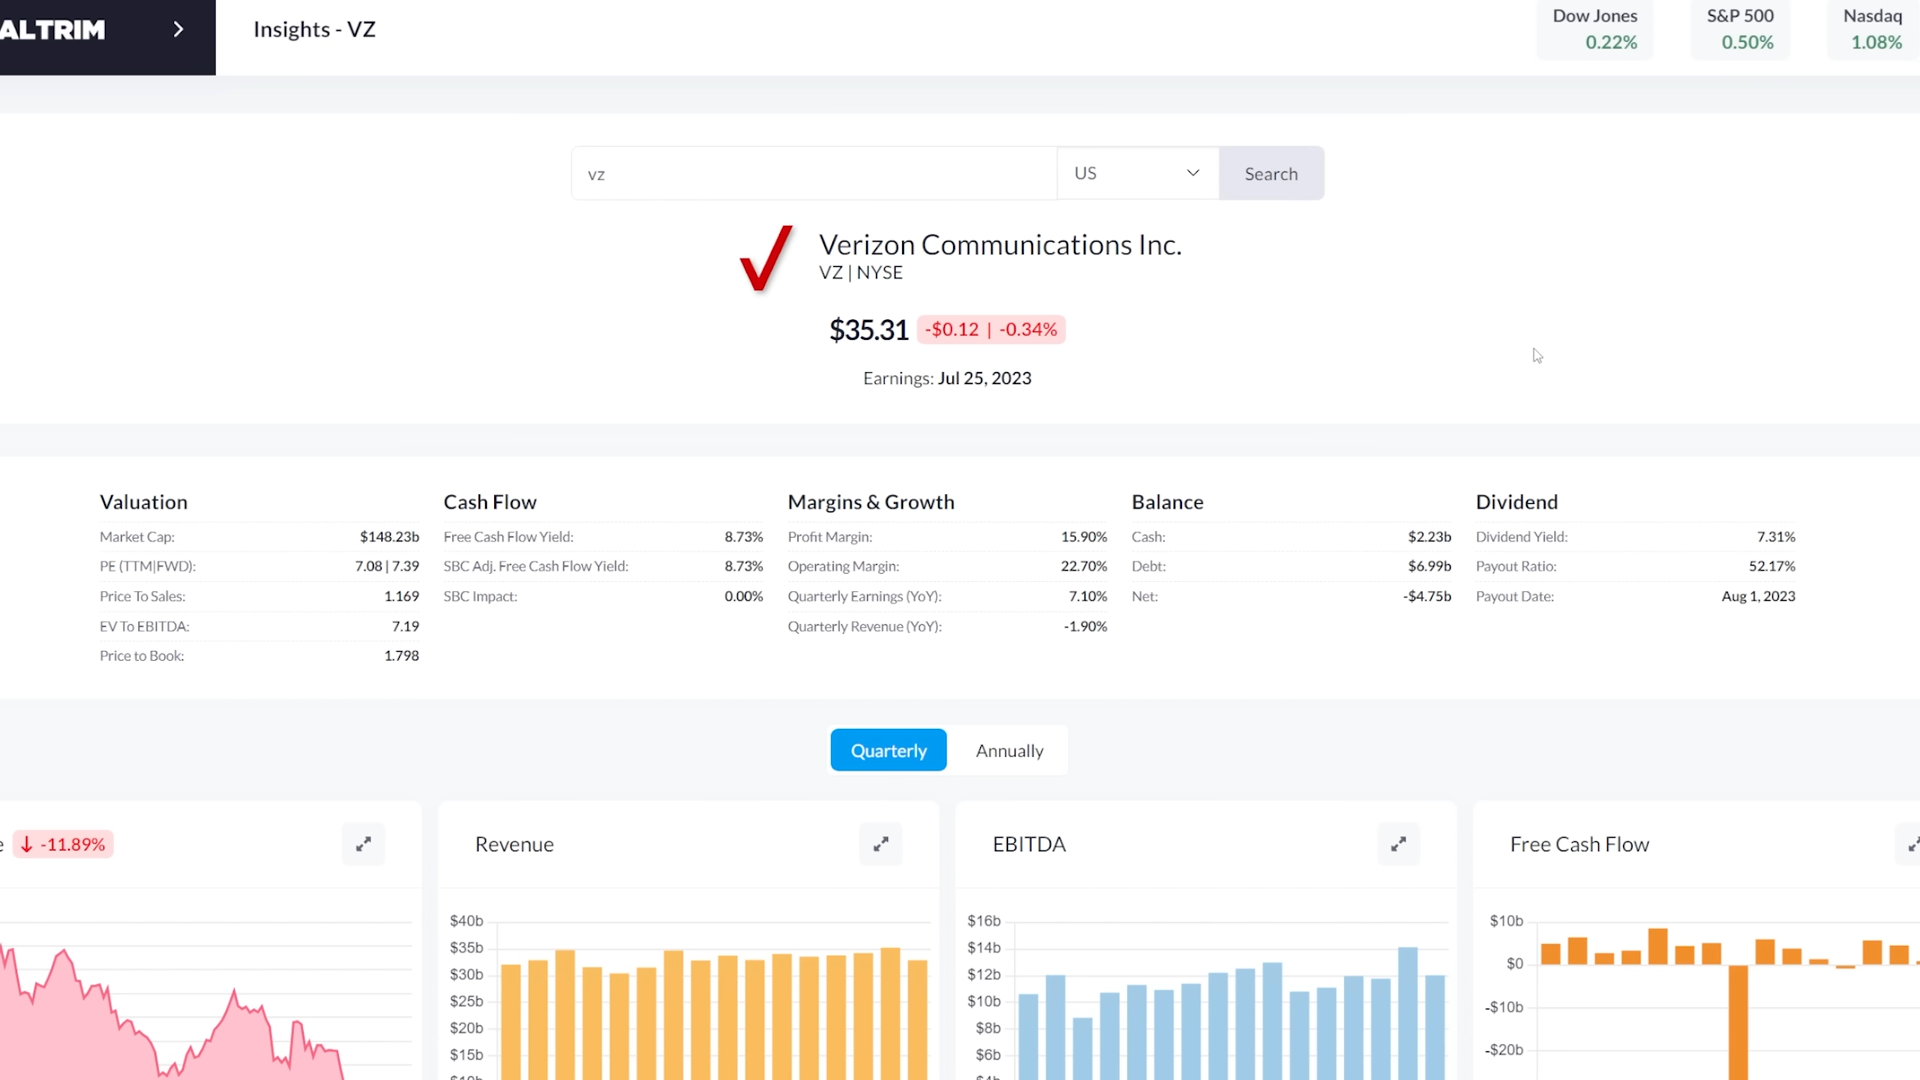 ALTRIM
Insights - VZ
Dow Jones
0.22%
S&P 500
0.50%
Nasdaq
1.08%
vz
US
Search
Verizon Communications Inc.
VZ | NYSE
$35.31 -$0.12 | -0.34%
Earnings: Jul 25, 2023
Valuation
Market Cap: $148.23b
PE (TTM|FWD): 7.08 | 7.39
Price To Sales: 1.169
EV To EBITDA: 7.19
Price to Book: 1.798
Cash Flow
Free Cash Flow Yield: 8.73%
SBC Adj. Free Cash Flow Yield: 8.73%
SBC Impact: 0.00%
Margins & Growth
Profit Margin: 15.90%
Operating Margin: 22.70%
Quarterly Earnings (YoY): 7.10%
Quarterly Revenue (YoY): -1.90%
Balance
Cash: $2.23b
Debt: $6.99b
Net: -$4.75b
Dividend
Dividend Yield: 7.31%
Payout Ratio: 52.17%
Payout Date: Aug 1, 2023
Quarterly
Annually
e -11.89%
Revenue
$40b
$35b
$30b
$25b
$20b
$15b
EBITDA
$16b
$14b
$12b
$10b
$8b
$6b
Free Cash Flow
$10b
$0
-$10b
-$20b